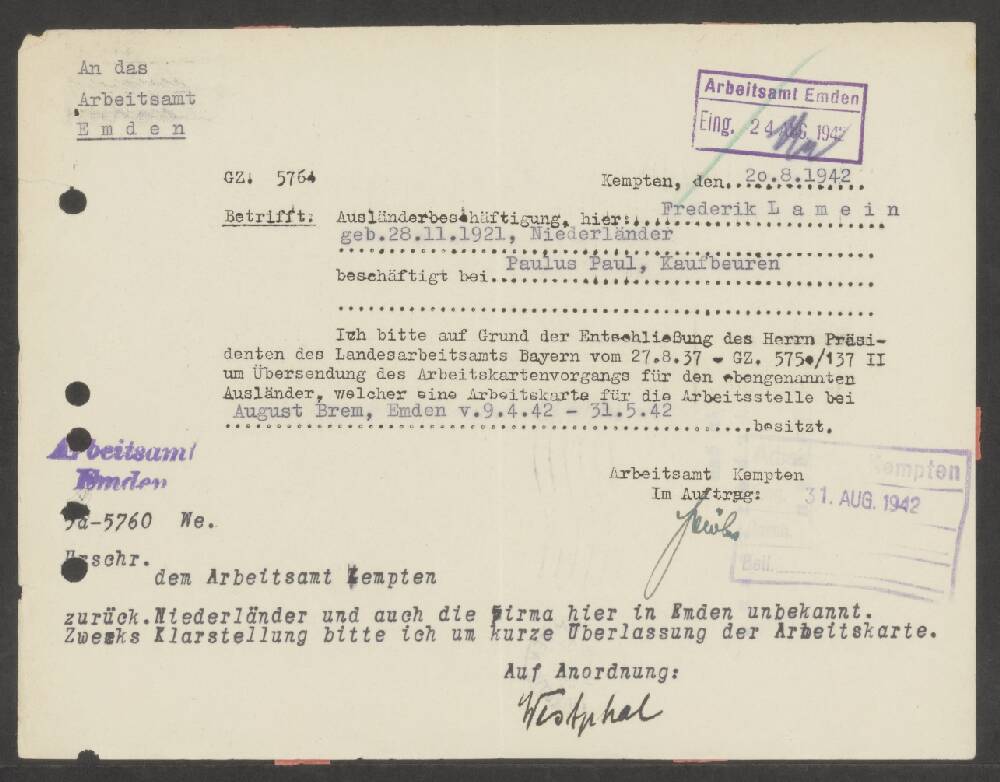 An das
Arbeitsamt
E m d e n
Arbeitsamt Emden
Eing. 24 AUG. 1942
GZ. 5764
Kempten, den..20.8.1942..
Betrifft: Ausländerbeschäftigung, hier: Frederik L a m e i n
geb.28.11.1921, Niederländer
beschäftigt bei Paulus Paul, Kaufbeuren
Ich bitte auf Grund der Entschließung des Herrn Präsi-
denten des Landesarbeitsamts Bayern vom 27.8.37 - GZ. 5750/137 II
um Übersendung des Arbeitskartenvorgangs für den ebengenannten
Ausländer, welcher eine Arbeitskarte für die Arbeitsstelle bei
August Brem, Emden v.9.4.42 - 31.5.42
besitzt.
Arbeitsamt
Emden
Arbeitsamt Kempten
Im Auftrag:
Kempten
31. AUG. 1942
Beil.
5a-5760 We.
Urschr.
dem Arbeitsamt Kempten
zurück.Niederländer und auch die Firma hier in Emden unbekannt.
Zwecks Klarstellung bitte ich um kurze Überlassung der Arbeitskarte.
Auf Anordnung:
Westphal